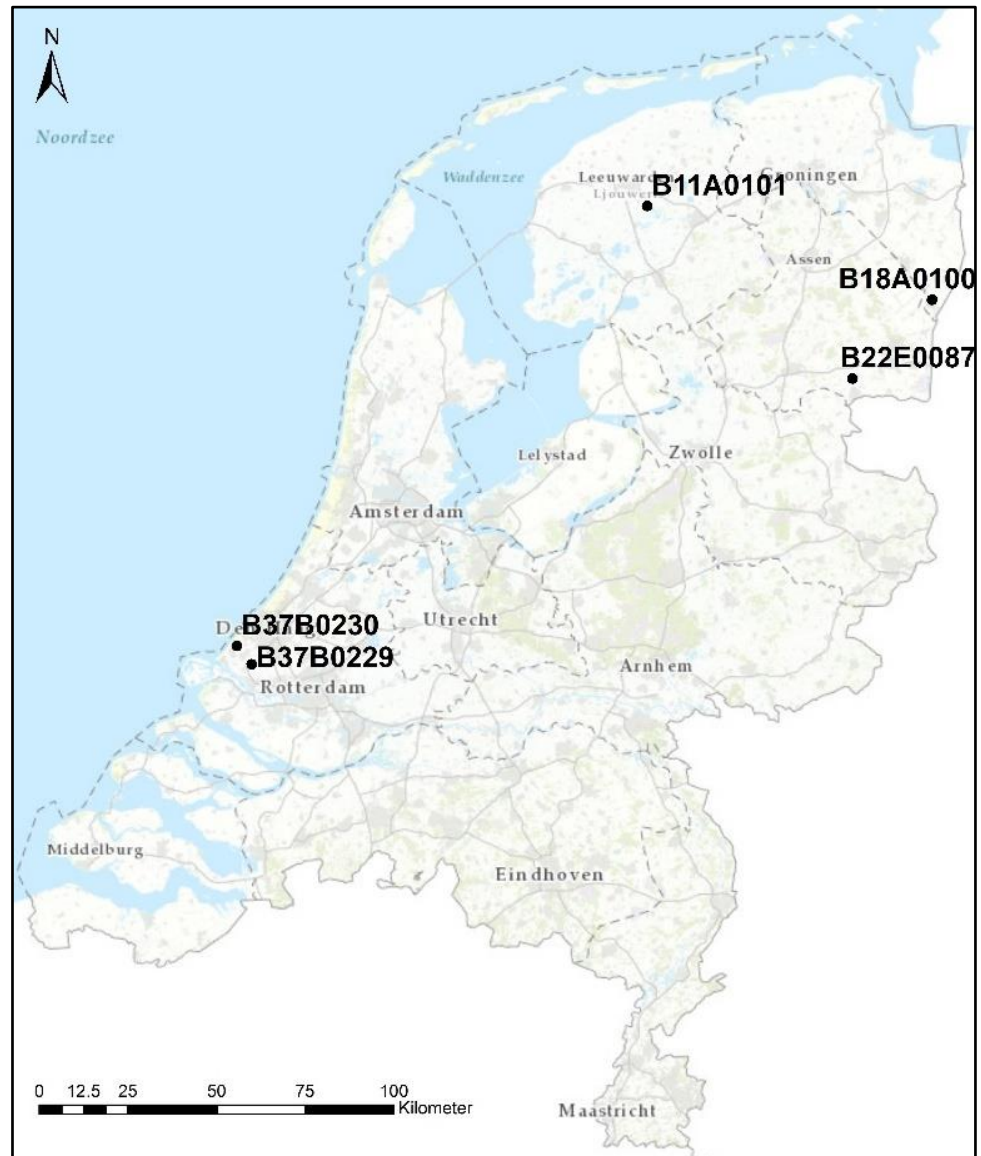 N
Noordzee
Waddenzee
Leeuwarden
Ljouwert
Groningen
B11A0101
Assen
B18A0100
B22E0087
Zwolle
Lelystad
Amsterdam
Utrecht
B37B0230
B37B0229
Rotterdam
Arnhem
Middelburg
Eindhoven
0 12.5 25 50 75 100
Kilometer
Maastricht